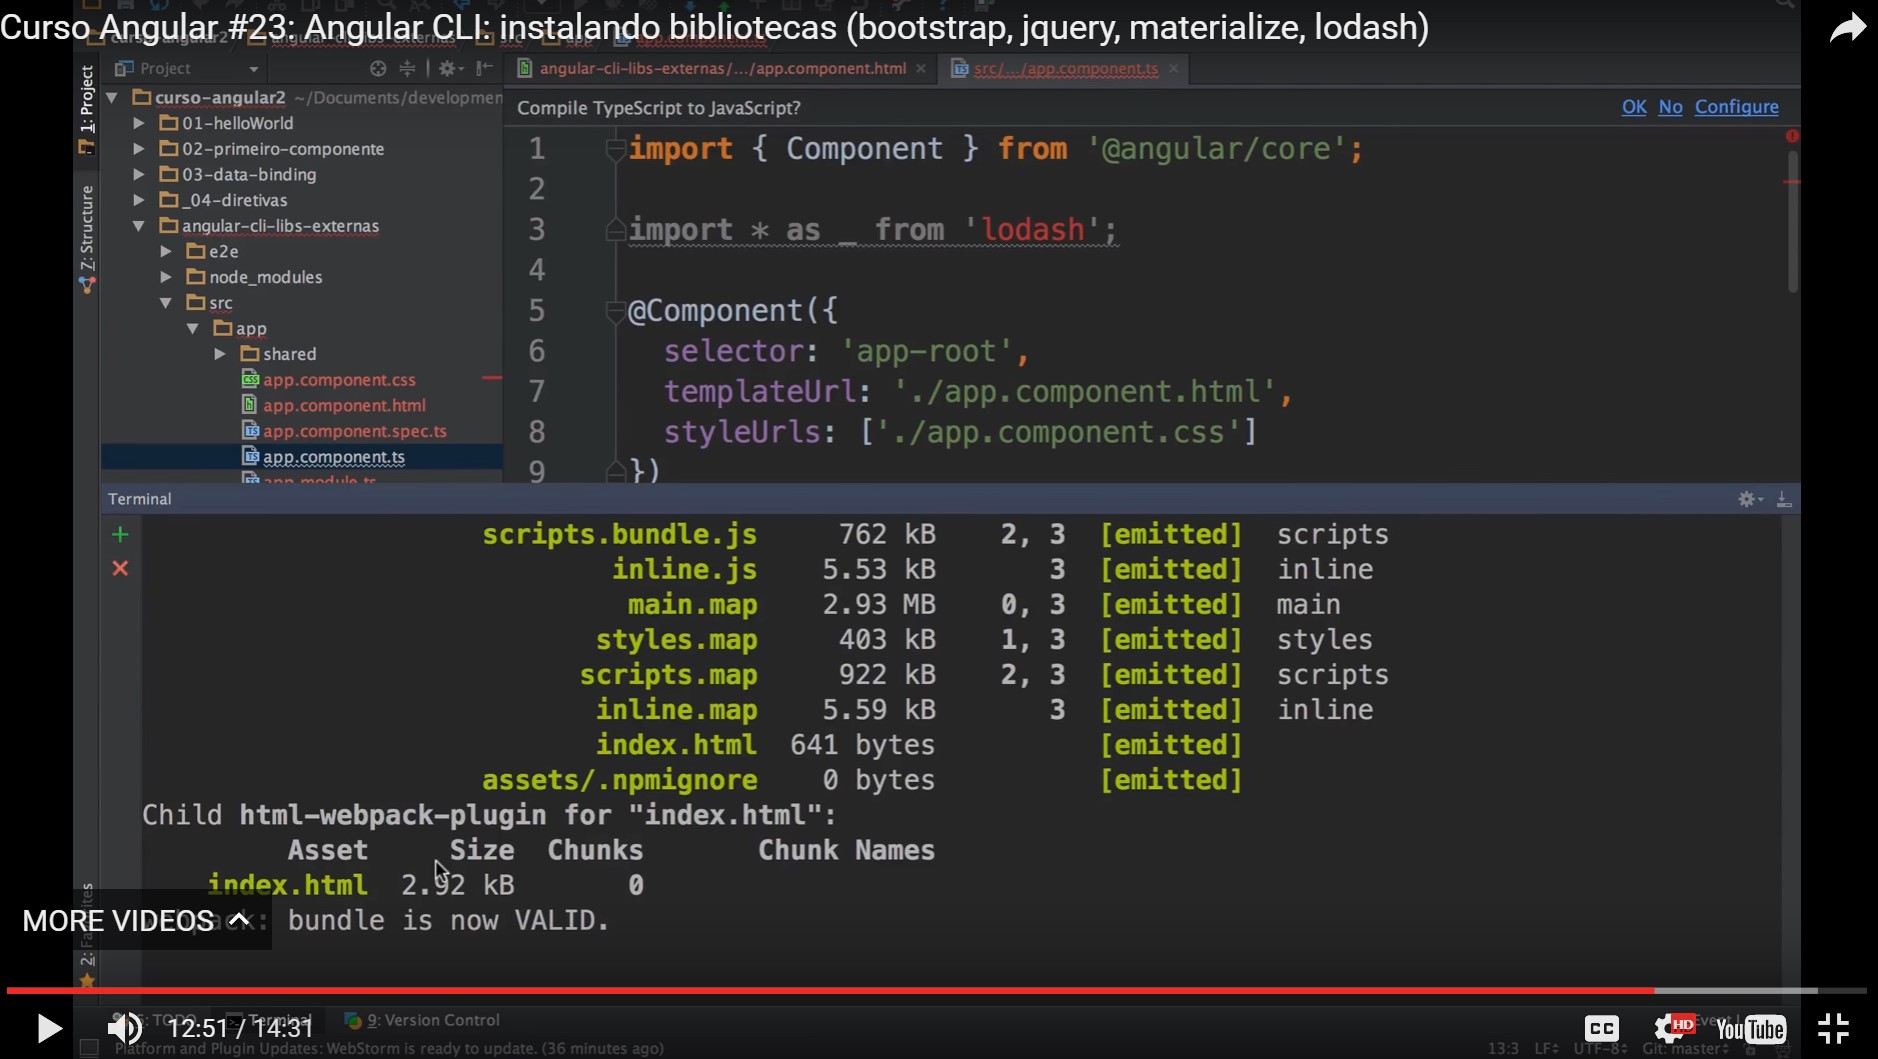 Curso Angular #23: Angular CLI: instalando bibliotecas (bootstrap, jquery, materialize, lodash)
Project
angular-cli-libs-externas/.../app.component.html
src/.../app.component.ts
1: Project
Z: Structure
curso-angular2 ~/Documents/developmen
01-helloWorld
02-primeiro-componente
03-data-binding
_04-diretivas
angular-cli-libs-externas
e2e
node_modules
src
app
shared
app.component.css
app.component.html
app.component.spec.ts
app.component.ts
app.module.ts
Compile TypeScript to JavaScript?
OK No Configure
1 import { Component } from '@angular/core';
2
3 import * as _ from 'lodash';
4
5 @Component({
6 selector: 'app-root',
7 templateUrl: './app.component.html',
8 styleUrls: ['./app.component.css']
9 })
Terminal
scripts.bundle.js 762 kB 2, 3 [emitted] scripts
inline.js 5.53 kB 3 [emitted] inline
main.map 2.93 MB 0, 3 [emitted] main
styles.map 403 kB 1, 3 [emitted] styles
scripts.map 922 kB 2, 3 [emitted] scripts
inline.map 5.59 kB 3 [emitted] inline
index.html 641 bytes [emitted]
assets/.npmignore 0 bytes [emitted]
Child html-webpack-plugin for "index.html":
Asset Size Chunks Chunk Names
index.html 2.92 kB 0
webpack: bundle is now VALID.
MORE VIDEOS
12:51 / 14:31
6: TODO
Terminal
9: Version Control
CC
HD
YouTube
Platform and Plugin Updates: WebStorm is ready to update. (36 minutes ago)
13:3 LF÷ UTF-8÷ Git: master÷